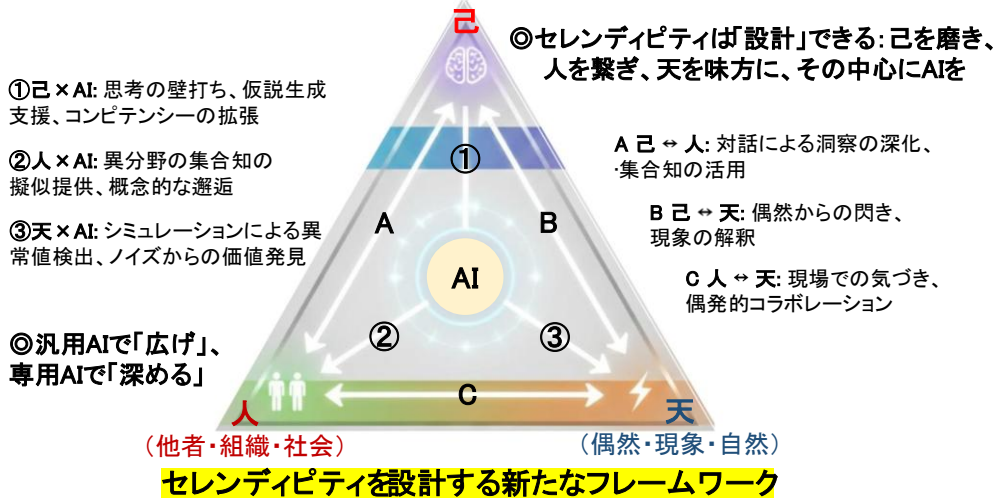 己
◎セレンディピティは「設計」できる:己を磨き、
人を繋ぎ、天を味方に、その中心にAIを
①己×AI: 思考の壁打ち、仮説生成
支援、コンピテンシーの拡張
②人×AI: 異分野の集合知の
擬似提供、概念的な邂逅
③天×AI: シミュレーションによる異
常値検出、ノイズからの価値発見
◎汎用AIで「広げ」、
専用AIで「深める」
①
A
B
AI
②
③
C
A 己 ↔ 人: 対話による洞察の深化、
・集合知の活用
B 己 ↔ 天: 偶然からの閃き、
現象の解釈
C 人 ↔ 天: 現場での気づき、
偶発的コラボレーション
人
(他者・組織・社会)
天
(偶然・現象・自然)
セレンディピティを設計する新たなフレームワーク